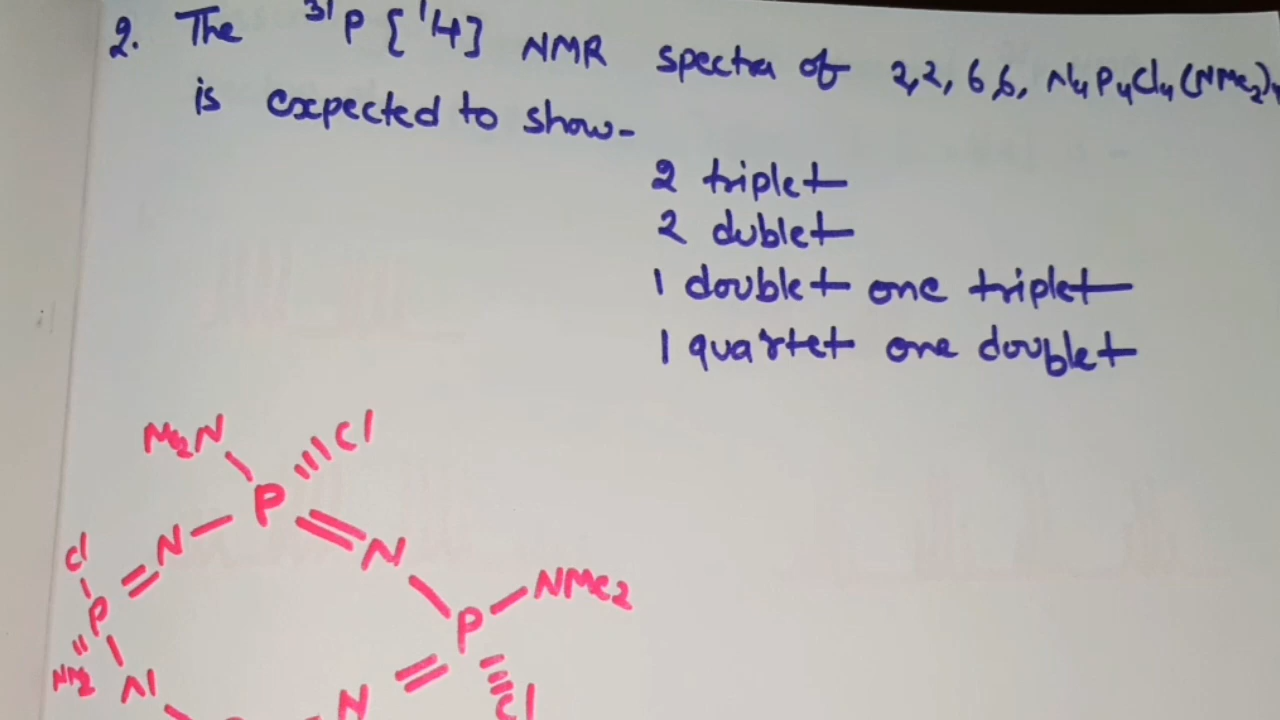 2. The ³¹P {¹H} NMR spectra of 2,2,6,6, N₄P₄Cl₄(NMe₂)₄
is expected to show-
2 triplet
2 dublet
1 doublet one triplet
1 quartet one doublet
Me₂N Cl
P
N N
Cl NMe₂
P P
N N Cl